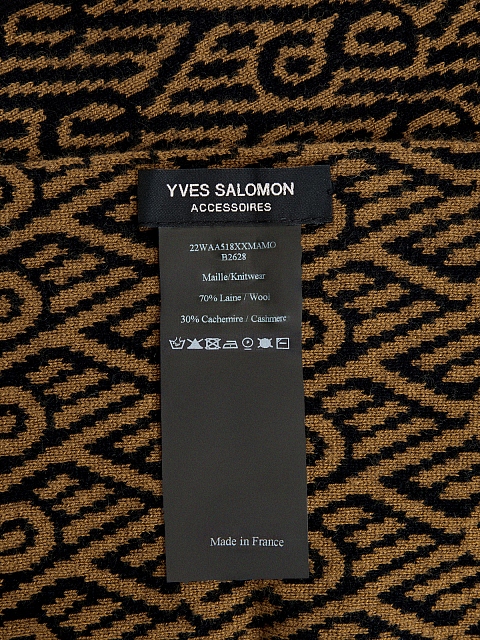 YVES SALOMON
ACCESSOIRES
22WAA518XXMAMO
B2628
Maille/Knitwear
70% Laine / Wool
30% Cachemire / Cashmere
Made in France